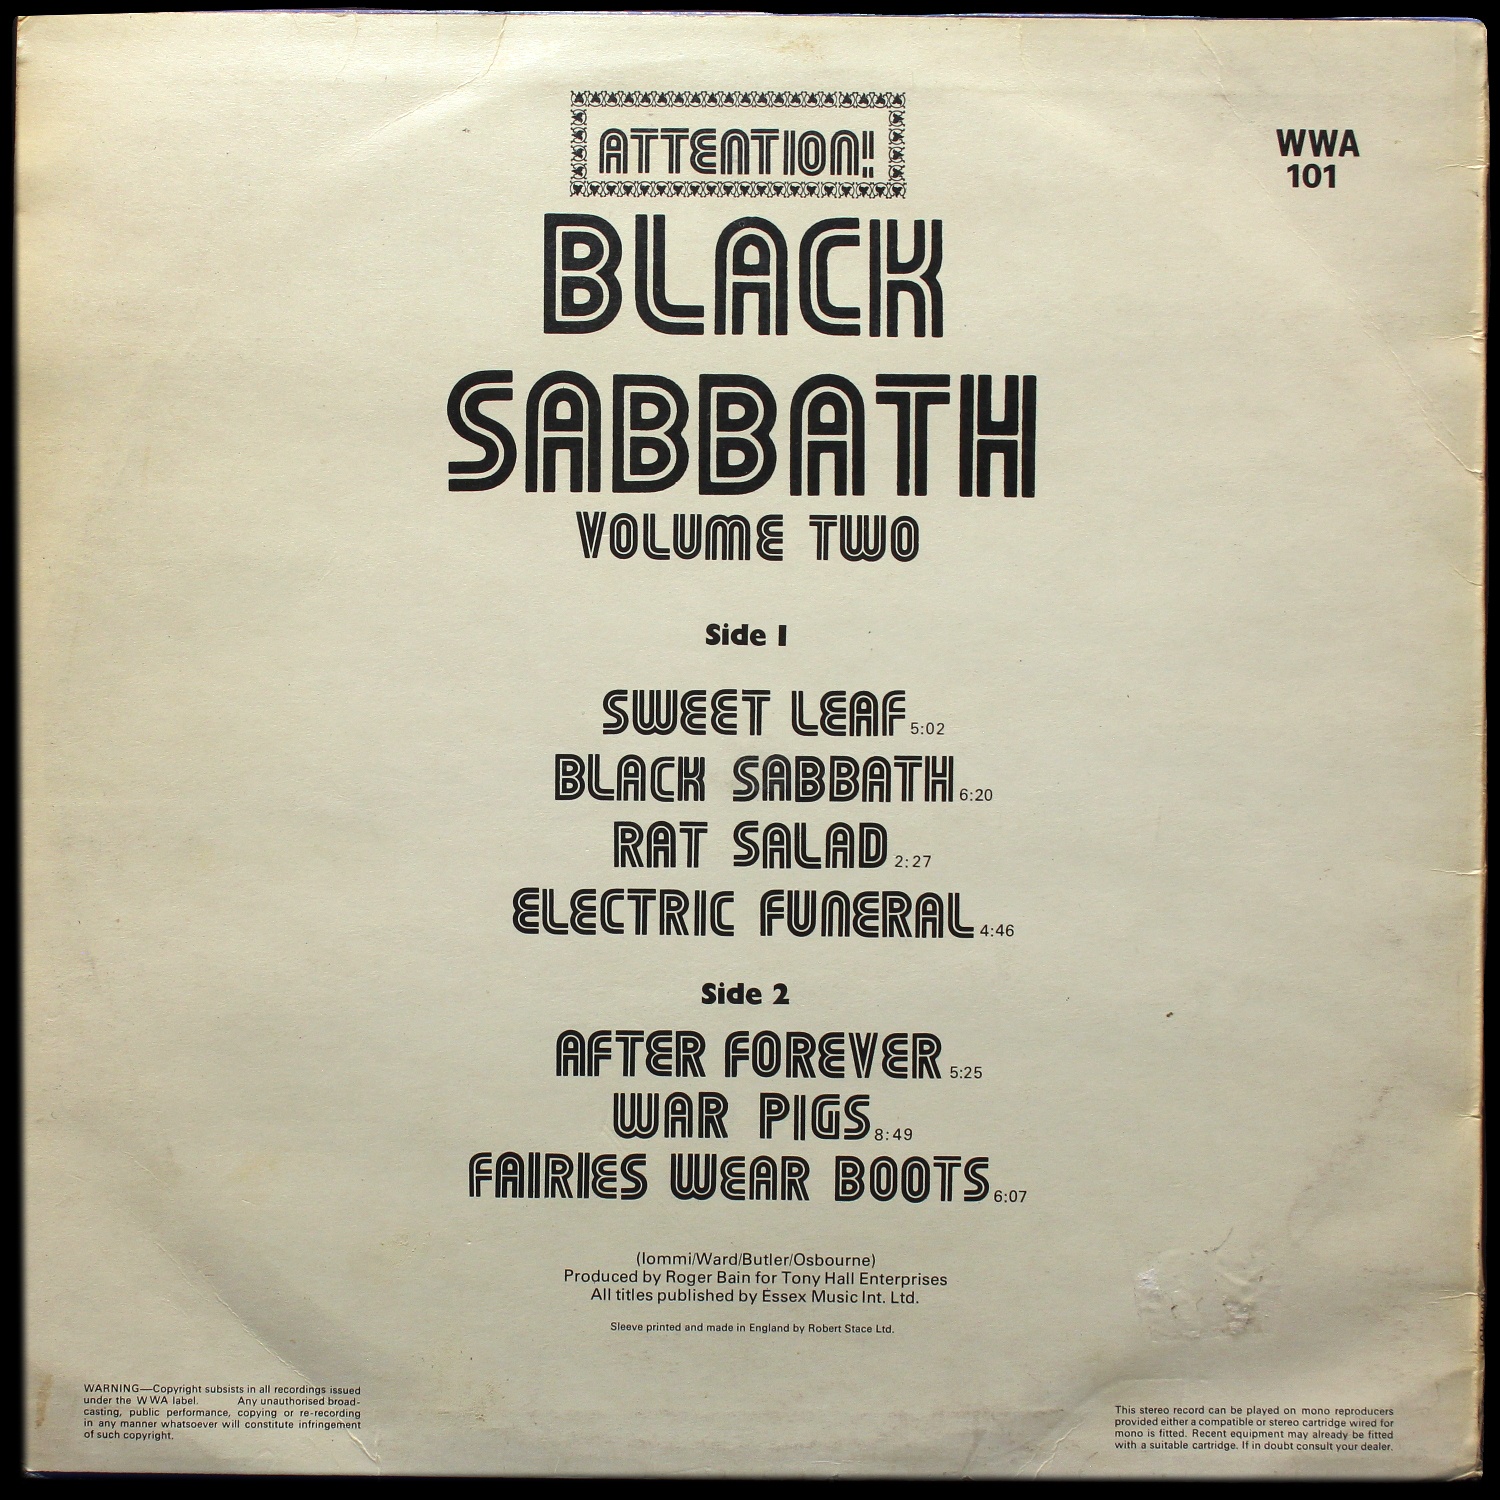 ATTENTION!
WWA
101
BLACK
SABBATH
VOLUME TWO
Side 1
SWEET LEAF 5:02
BLACK SABBATH 6:20
RAT SALAD 2:27
ELECTRIC FUNERAL 4:46
Side 2
AFTER FOREVER 5:25
WAR PIGS 8:49
FAIRIES WEAR BOOTS 6:07
(Iommi/Ward/Butler/Osbourne)
Produced by Roger Bain for Tony Hall Enterprises
All titles published by Essex Music Int. Ltd.
Sleeve printed and made in England by Robert Stace Ltd.
WARNING—Copyright subsists in all recordings issued
under the WWA label. Any unauthorised broad-
casting, public performance, copying or re-recording
in any manner whatsoever will constitute infringement
of such copyright.
This stereo record can be played on mono reproducers
provided either a compatible or stereo cartridge wired for
mono is fitted. Recent equipment may already be fitted
with a suitable cartridge. If in doubt consult your dealer.